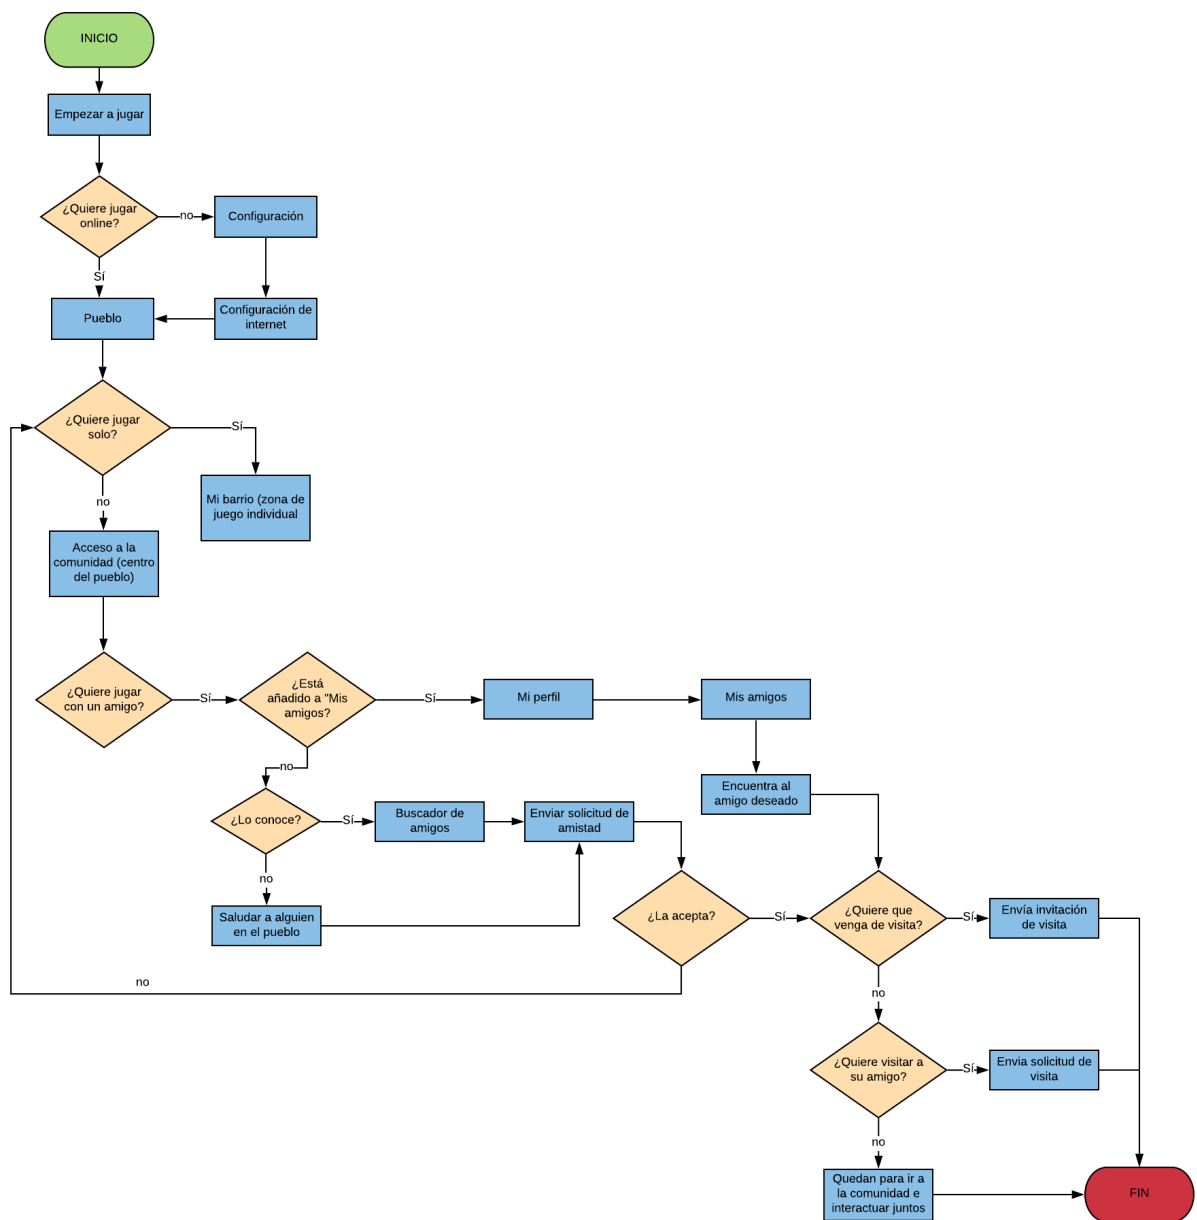 INICIO
Empezar a jugar
¿Quiere jugar
online?
no
Configuración
Sí
Pueblo
Configuración de
internet
¿Quiere jugar
solo?
Sí
Mi barrio (zona de
juego individual
no
Acceso a la
comunidad (centro
del pueblo)
¿Quiere jugar
con un amigo?
Sí
¿Está
añadido a "Mis
amigos?
Sí
Mi perfil
Mis amigos
no
Encuentra al
amigo deseado
¿Lo conoce?
Sí
Buscador de
amigos
Enviar solicitud de
amistad
no
Saludar a alguien
en el pueblo
¿La acepta?
Sí
¿Quiere que
venga de visita?
Sí
Envía invitación
de visita
no
no
¿Quiere visitar a
su amigo?
Sí
Envia solicitud de
visita
no
Quedan para ir a
la comunidad e
interactuar juntos
FIN